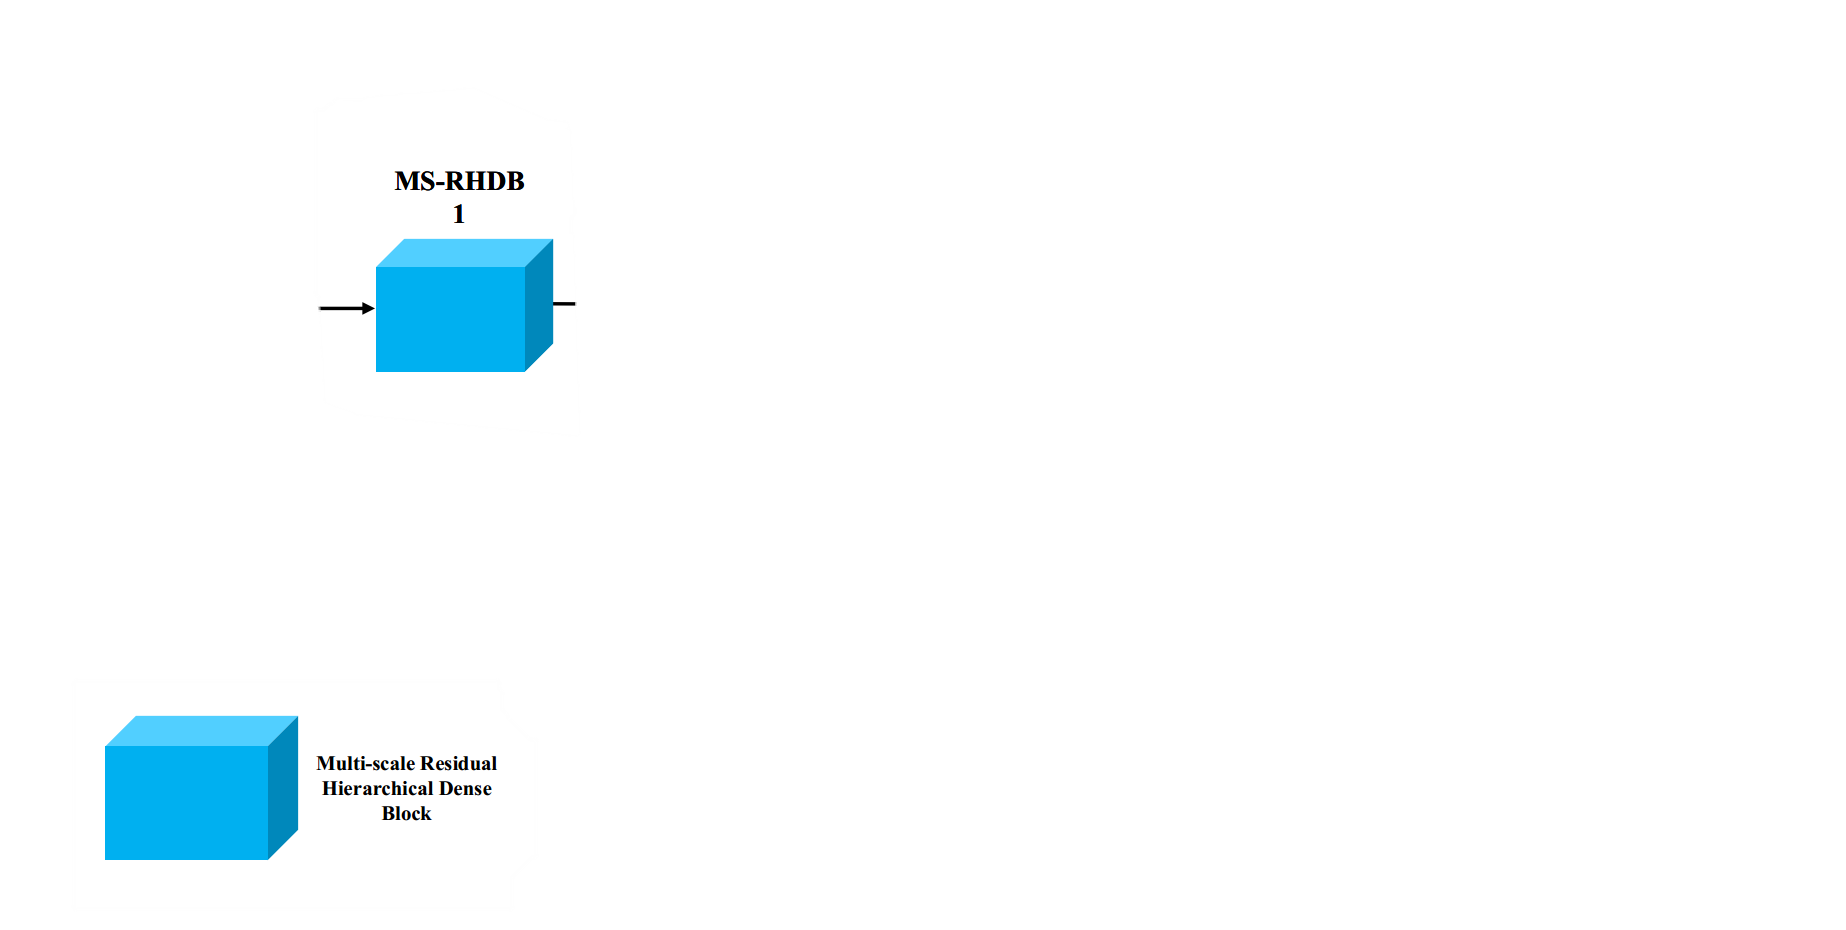 MS-RHDB
1
Multi-scale Residual
Hierarchical Dense
Block